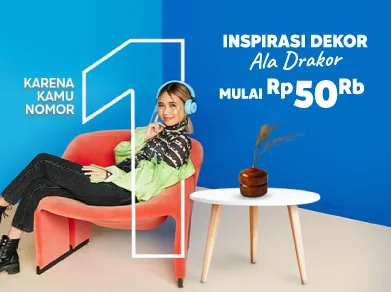 KARENA
KAMU
NOMOR
1
INSPIRASI DEKOR
Ala Drakor
MULAI Rp50Rb